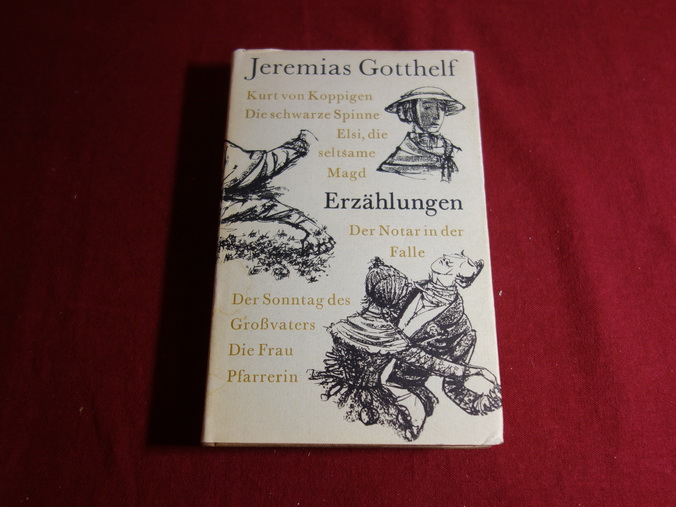 Jeremias Gotthelf
Kurt von Koppigen
Die schwarze Spinne
Elsi, die
seltsame
Magd
Erzählungen
Der Notar in der
Falle
Der Sonntag des
Großvaters
Die Frau
Pfarrerin